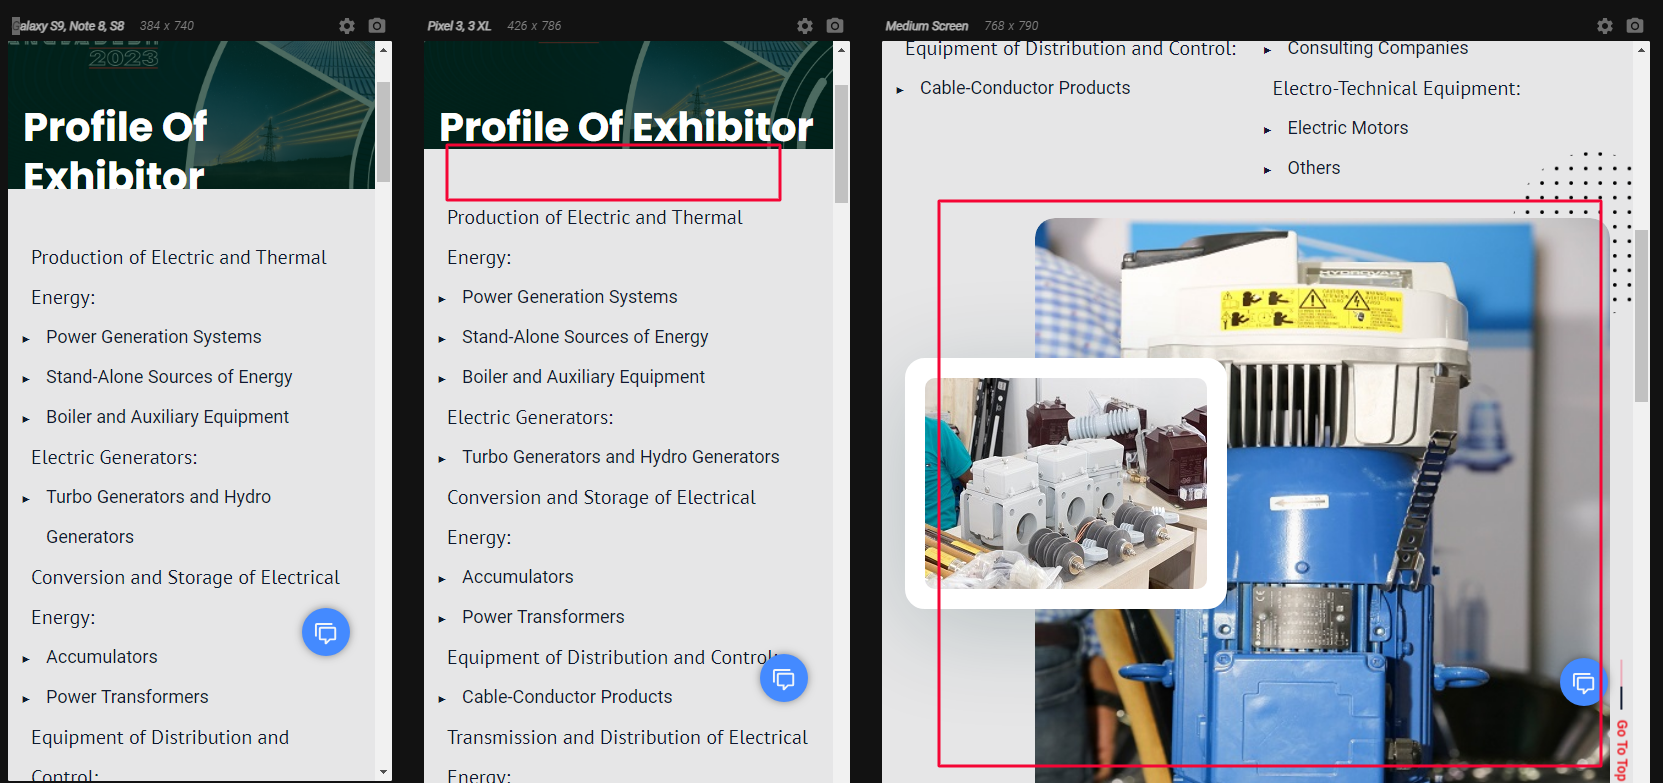 Galaxy S9, Note 8, S8 384 x 740
2023
Profile Of
Exhibitor
Production of Electric and Thermal
Energy:
Power Generation Systems
Stand-Alone Sources of Energy
Boiler and Auxiliary Equipment
Electric Generators:
Turbo Generators and Hydro
Generators
Conversion and Storage of Electrical
Energy:
Accumulators
Power Transformers
Equipment of Distribution and
Control:
Pixel 3, 3 XL 426 x 786
Profile Of Exhibitor
Production of Electric and Thermal
Energy:
Power Generation Systems
Stand-Alone Sources of Energy
Boiler and Auxiliary Equipment
Electric Generators:
Turbo Generators and Hydro Generators
Conversion and Storage of Electrical
Energy:
Accumulators
Power Transformers
Equipment of Distribution and Control:
Cable-Conductor Products
Transmission and Distribution of Electrical
Energy:
Medium Screen 768 x 790
Equipment of Distribution and Control:
Cable-Conductor Products
Consulting Companies
Electro-Technical Equipment:
Electric Motors
Others
HYDROVAR
Go To Top